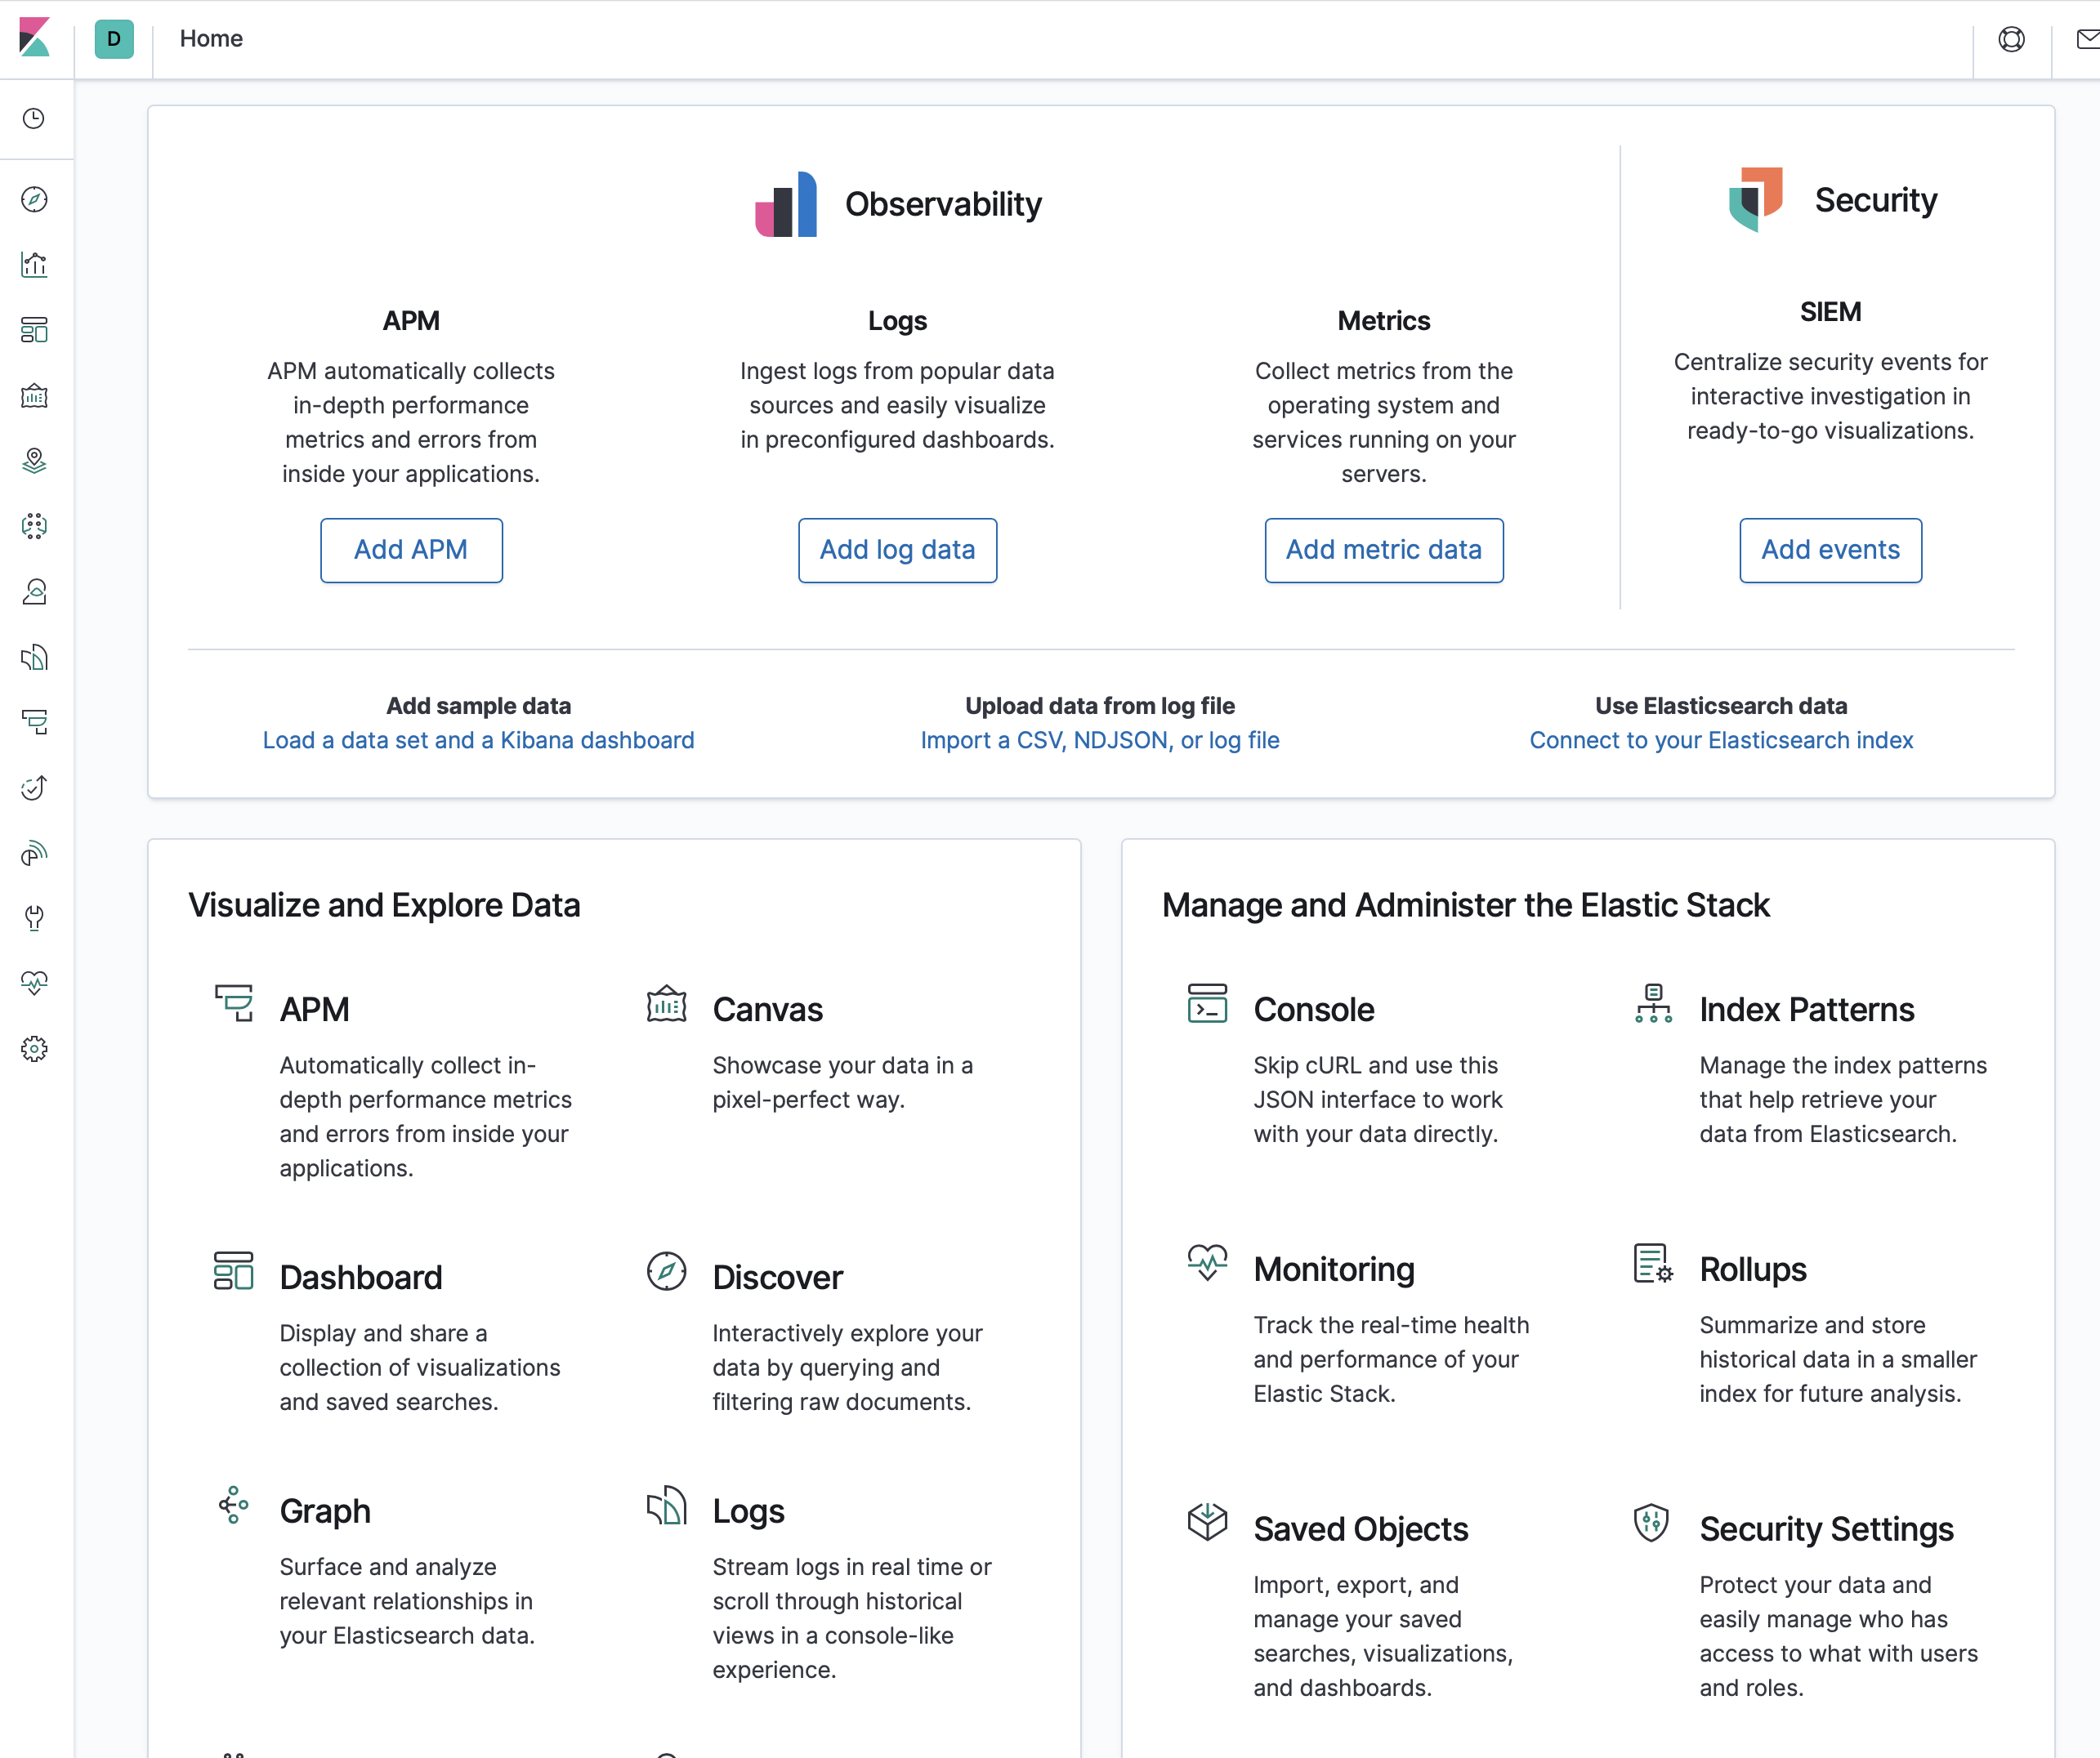 D
Home
Observability
Security
APM
APM automatically collects
in-depth performance
metrics and errors from
inside your applications.
Add APM
Logs
Ingest logs from popular data
sources and easily visualize
in preconfigured dashboards.
Add log data
Metrics
Collect metrics from the
operating system and
services running on your
servers.
Add metric data
SIEM
Centralize security events for
interactive investigation in
ready-to-go visualizations.
Add events
Add sample data
Load a data set and a Kibana dashboard
Upload data from log file
Import a CSV, NDJSON, or log file
Use Elasticsearch data
Connect to your Elasticsearch index
Visualize and Explore Data
APM
Automatically collect in-
depth performance metrics
and errors from inside your
applications.
Canvas
Showcase your data in a
pixel-perfect way.
Dashboard
Display and share a
collection of visualizations
and saved searches.
Discover
Interactively explore your
data by querying and
filtering raw documents.
Graph
Surface and analyze
relevant relationships in
your Elasticsearch data.
Logs
Stream logs in real time or
scroll through historical
views in a console-like
experience.
Manage and Administer the Elastic Stack
Console
Skip cURL and use this
JSON interface to work
with your data directly.
Index Patterns
Manage the index patterns
that help retrieve your
data from Elasticsearch.
Monitoring
Track the real-time health
and performance of your
Elastic Stack.
Rollups
Summarize and store
historical data in a smaller
index for future analysis.
Saved Objects
Import, export, and
manage your saved
searches, visualizations,
and dashboards.
Security Settings
Protect your data and
easily manage who has
access to what with users
and roles.